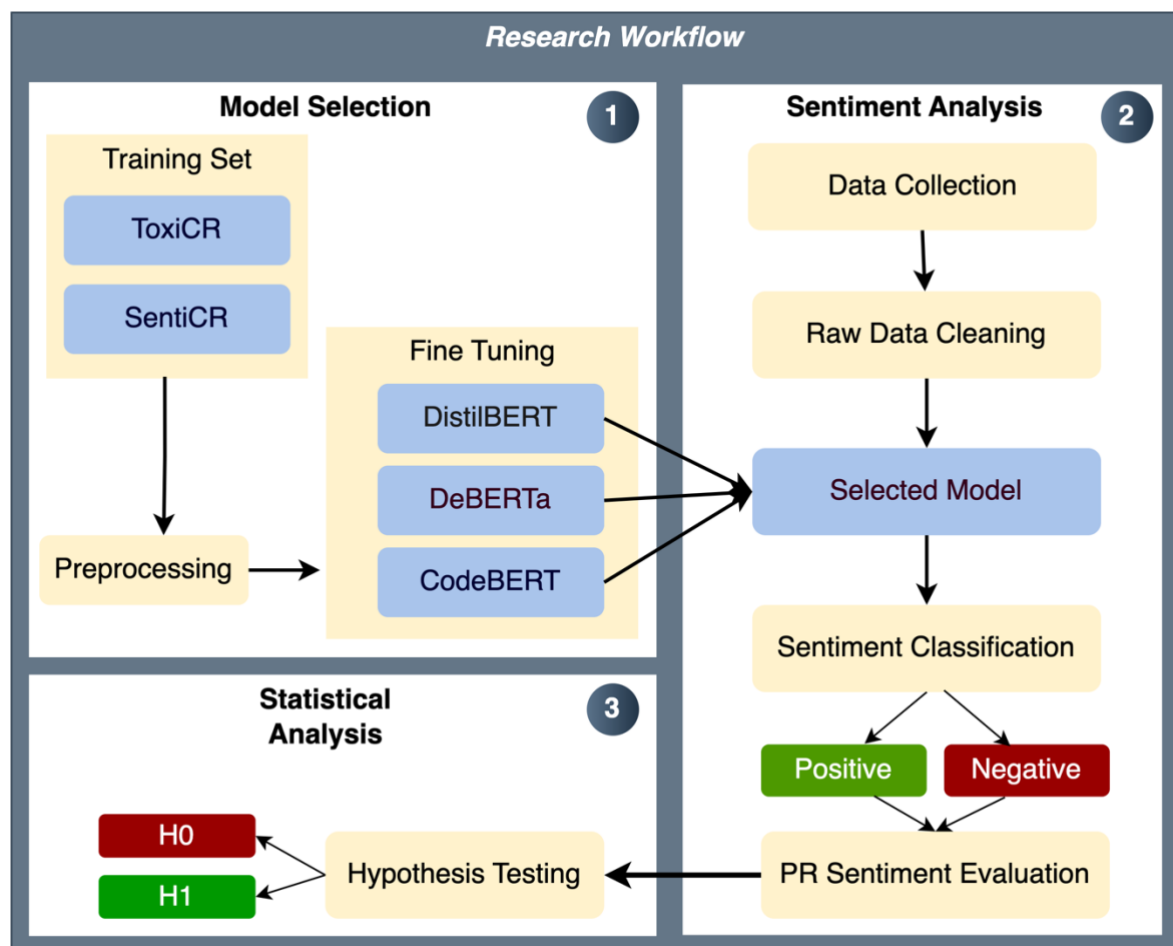 Research Workflow
Model Selection
1
Training Set
ToxiCR
SentiCR
Preprocessing
Fine Tuning
DistilBERT
DeBERTa
CodeBERT
Sentiment Analysis
2
Data Collection
Raw Data Cleaning
Selected Model
Sentiment Classification
Positive
Negative
PR Sentiment Evaluation
Statistical
Analysis
3
Hypothesis Testing
H0
H1